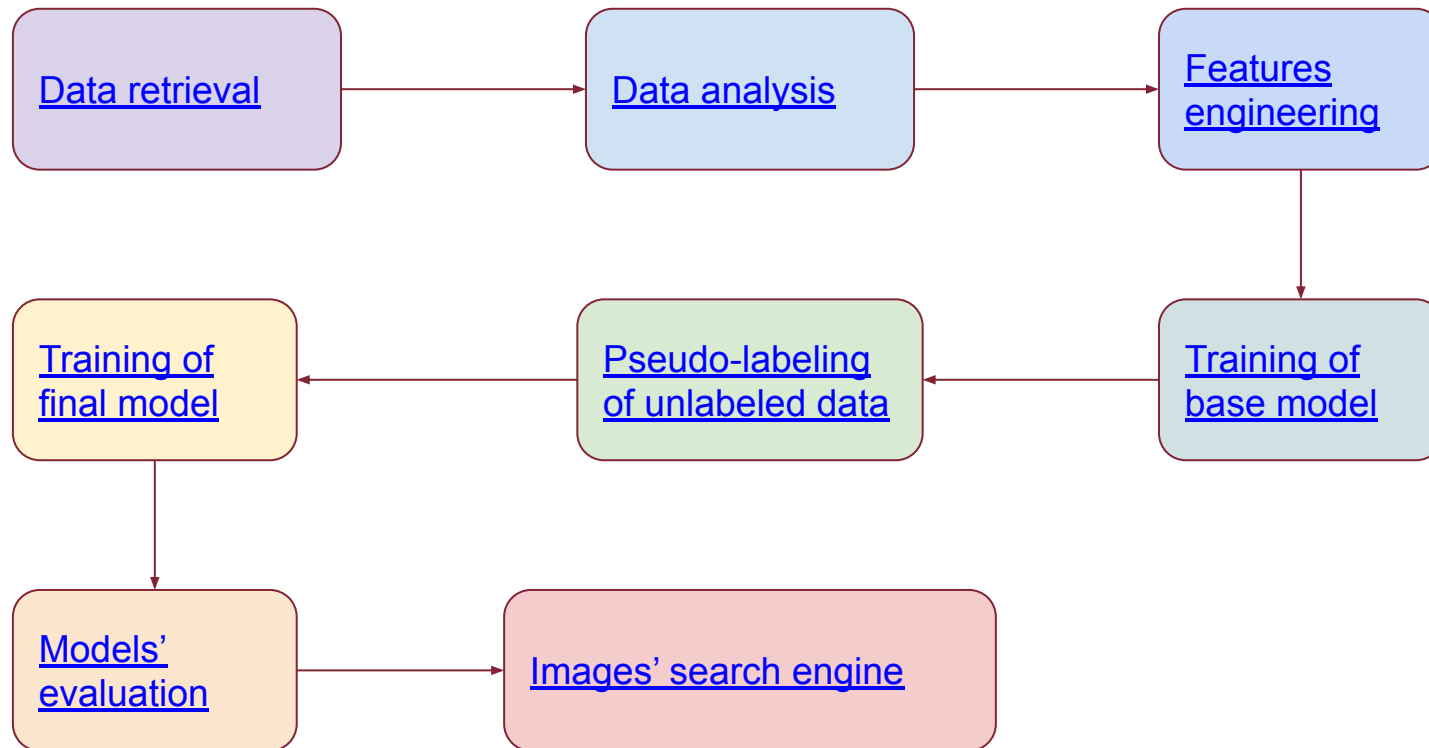 Data retrieval
Data analysis
Features
engineering
Training of
base model
Pseudo-labeling
of unlabeled data
Training of
final model
Models’
evaluation
Images’ search engine